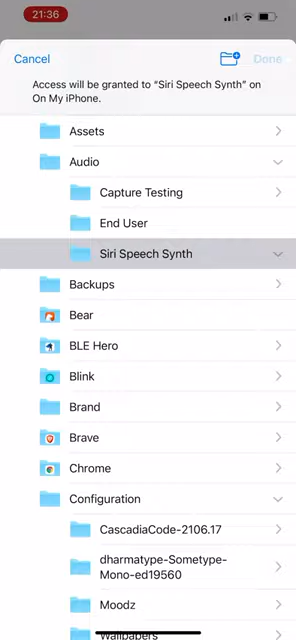 21:36
Cancel
Done
Access will be granted to “Siri Speech Synth” on
On My iPhone.
Assets
Audio
Capture Testing
End User
Siri Speech Synth
Backups
Bear
BLE Hero
Blink
Brand
Brave
Chrome
Configuration
CascadiaCode-2106.17
dharmatype-Sometype-
Mono-ed19560
Moodz
Wallpapers